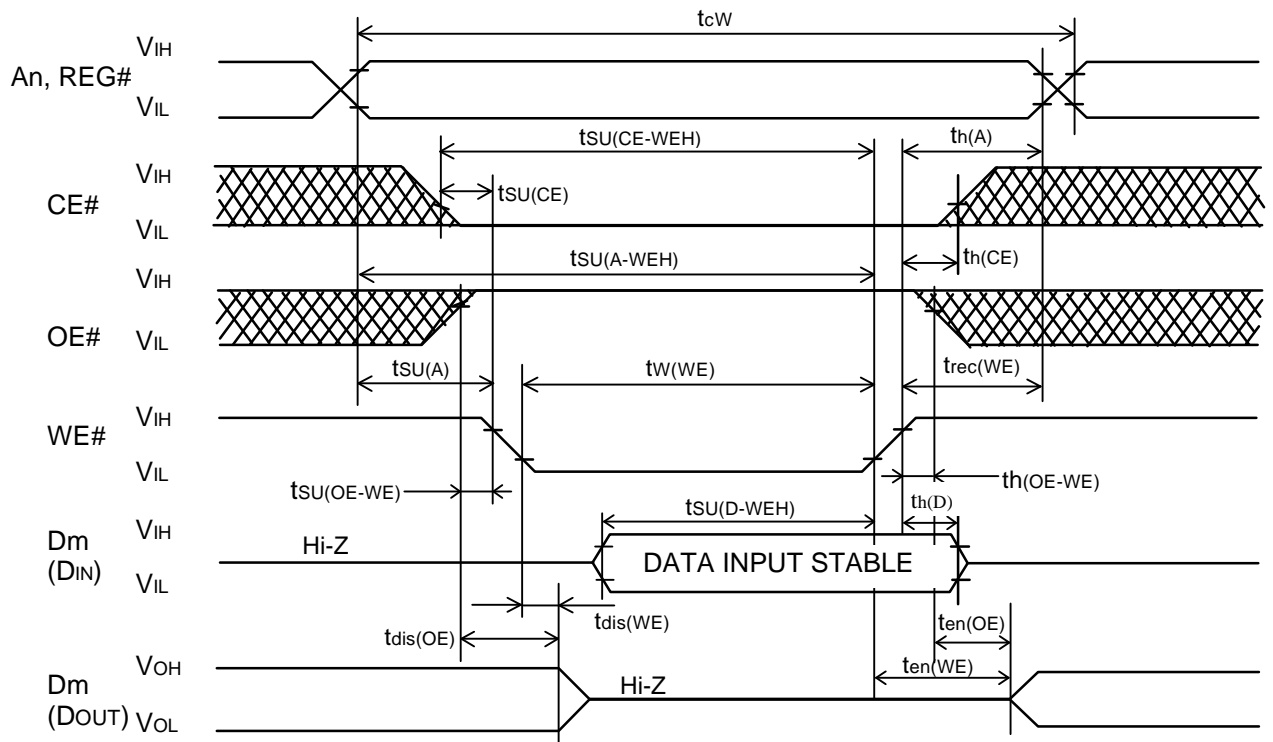 tcW
VIH
An, REG#
VIL
tSU(CE-WEH)
th(A)
VIH
CE#
tSU(CE)
VIL
tSU(A-WEH)
th(CE)
VIH
OE#
VIL
tSU(A)
tW(WE)
trec(WE)
VIH
WE#
VIL
tSU(OE-WE)
th(OE-WE)
tSU(D-WEH)
th(D)
VIH
Dm
(DIN)
Hi-Z
DATA INPUT STABLE
VIL
tdis(OE)
tdis(WE)
ten(OE)
VOH
ten(WE)
Dm
(DOUT)
Hi-Z
VOL